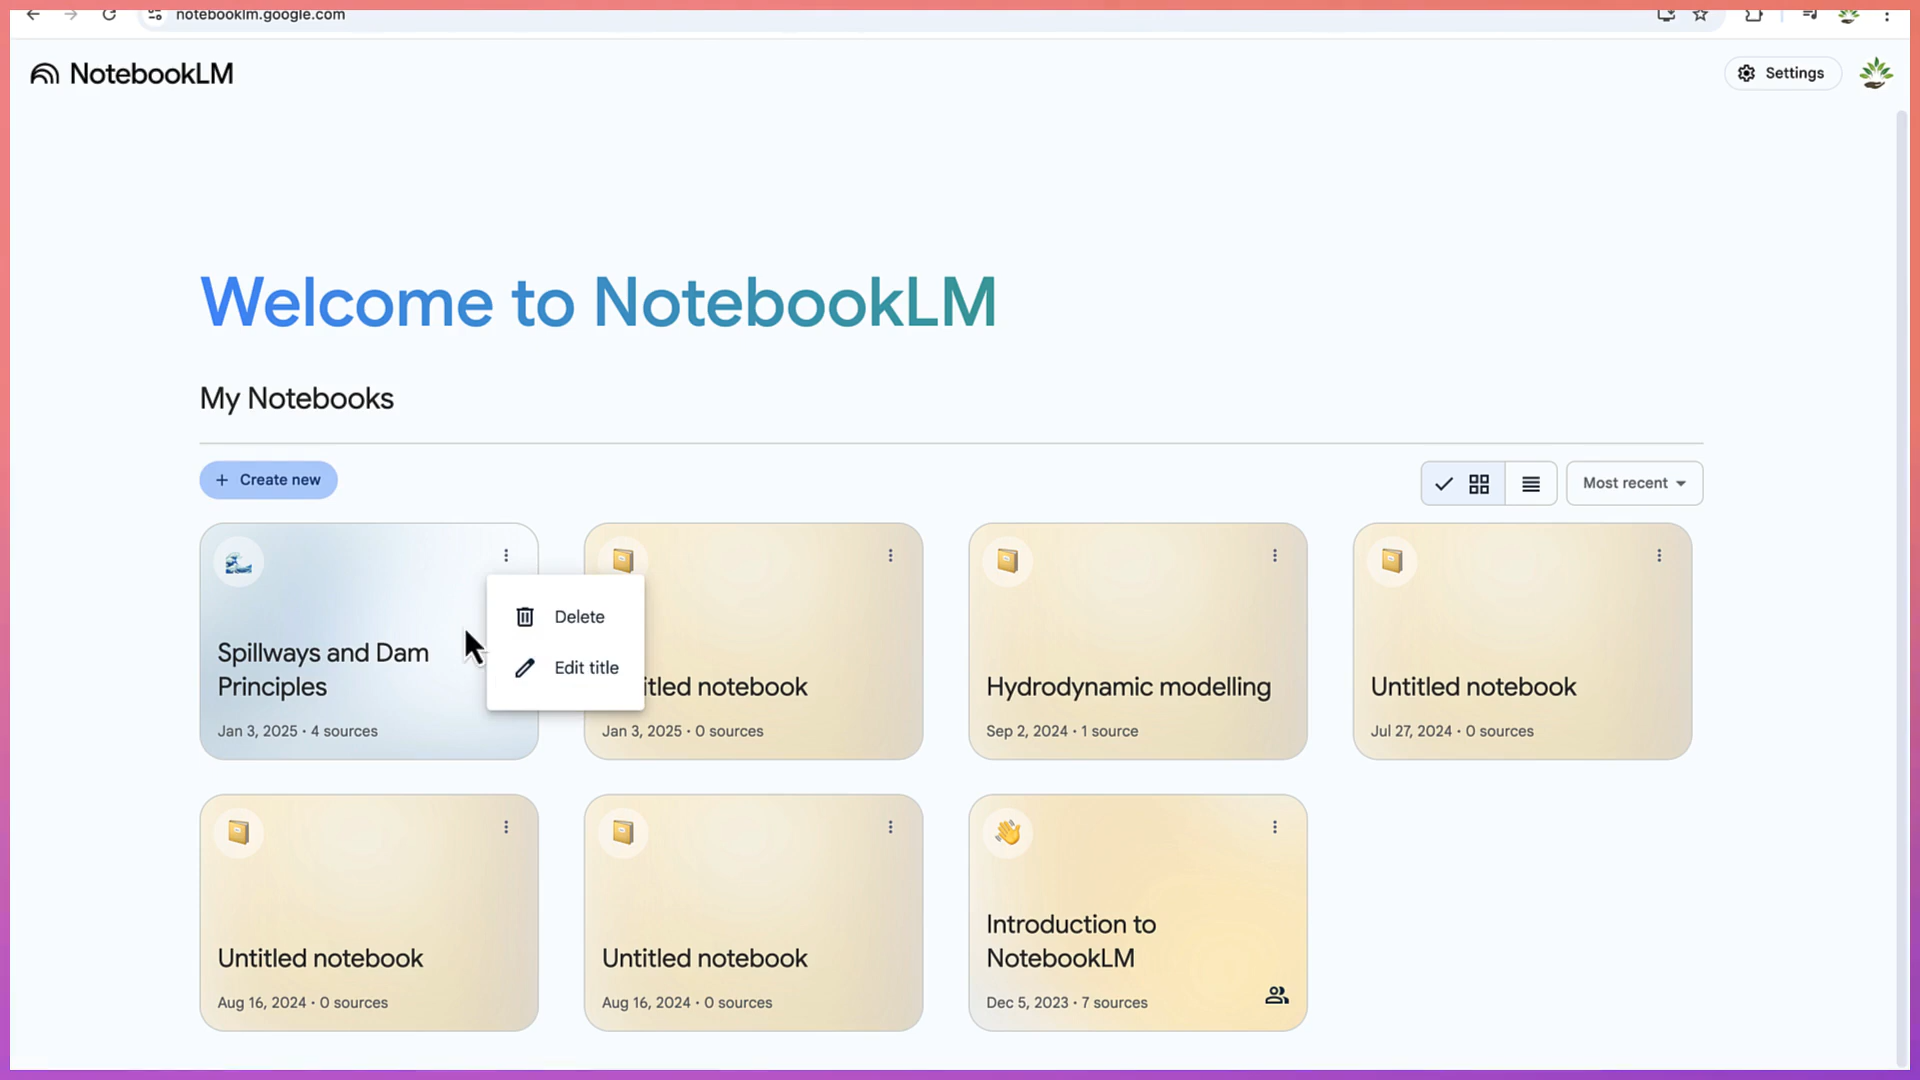 notebooklm.google.com
NotebookLM
Settings
Welcome to NotebookLM
My Notebooks
Create new
Most recent
Spillways and Dam
Principles
Jan 3, 2025 · 4 sources
Delete
Edit title
itled notebook
Jan 3, 2025 · 0 sources
Hydrodynamic modelling
Sep 2, 2024 · 1 source
Untitled notebook
Jul 27, 2024 · 0 sources
Untitled notebook
Aug 16, 2024 · 0 sources
Untitled notebook
Aug 16, 2024 · 0 sources
Introduction to
NotebookLM
Dec 5, 2023 · 7 sources